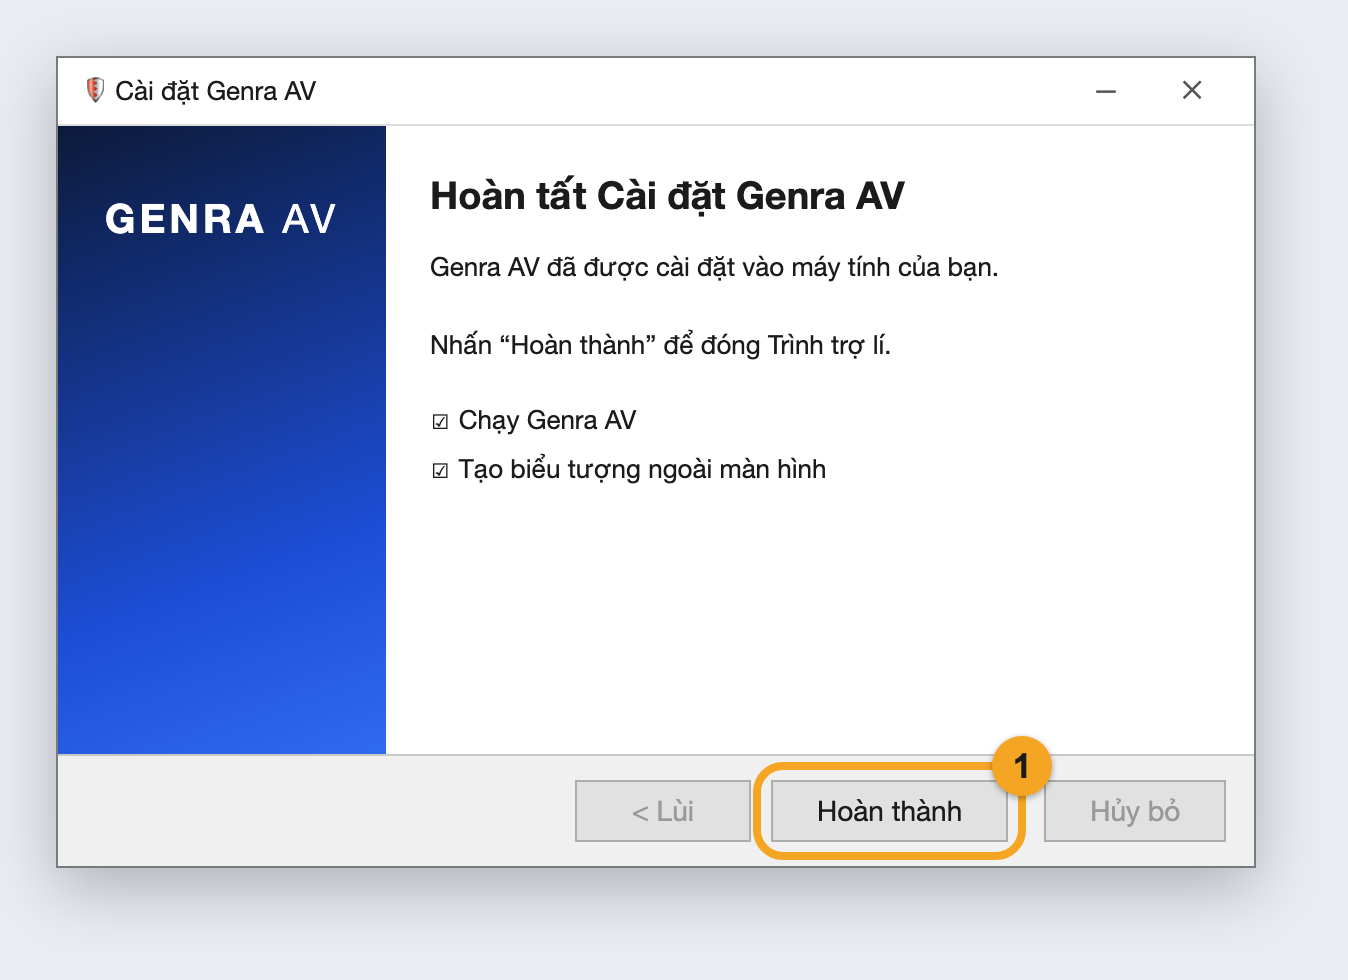 Cài đặt Genra AV
GENRA AV
Hoàn tất Cài đặt Genra AV
Genra AV đã được cài đặt vào máy tính của bạn.
Nhấn “Hoàn thành” để đóng Trình trợ lí.
☑ Chạy Genra AV
☑ Tạo biểu tượng ngoài màn hình
1
< Lùi
Hoàn thành
Hủy bỏ